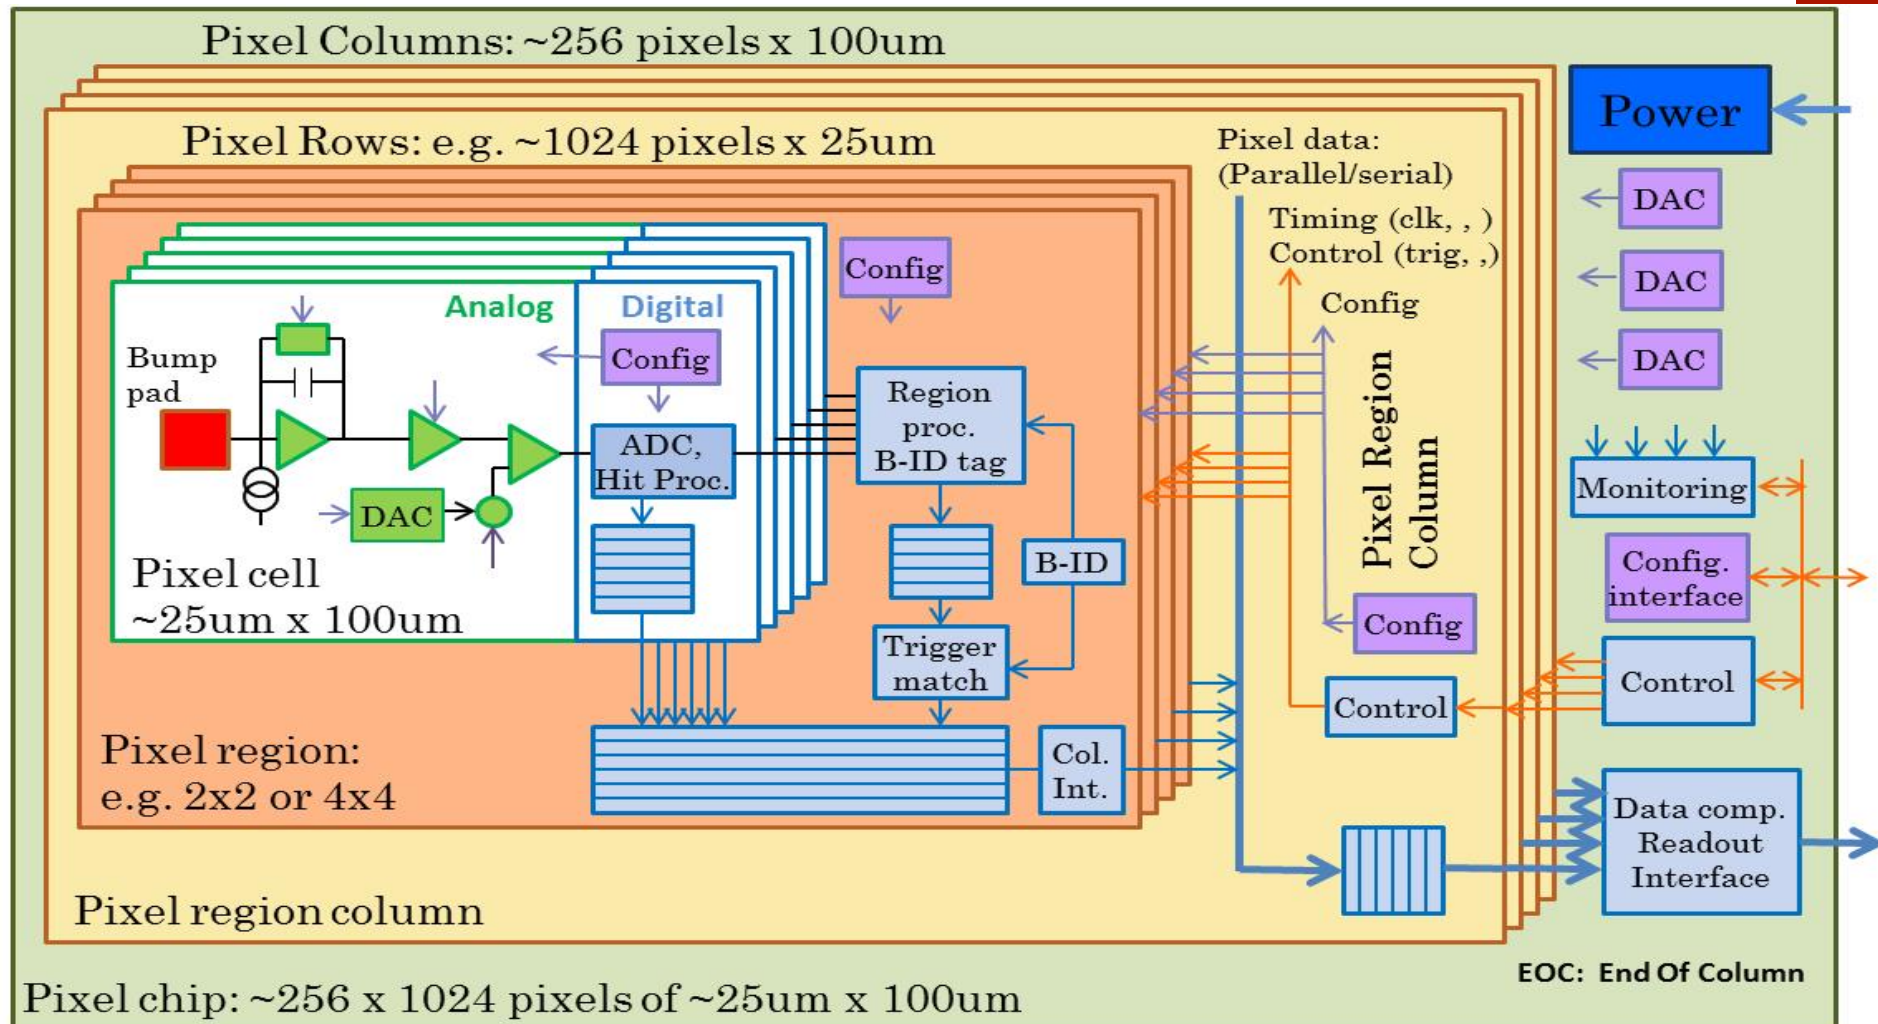 Pixel Columns: ~256 pixels x 100um
Pixel Rows: e.g. ~1024 pixels x 25um
Pixel data:
(Parallel/serial)
Timing (clk, , )
Control (trig, ,)
Config
Power
DAC
DAC
DAC
Analog
Digital
Config
Config
Bump
pad
ADC,
Hit Proc.
Region
proc.
B-ID tag
DAC
B-ID
Pixel cell
~25um x 100um
Trigger
match
Pixel Region
Column
Monitoring
Config.
interface
Config
Control
Control
Pixel region:
e.g. 2x2 or 4x4
Col.
Int.
Data comp.
Readout
Interface
Pixel region column
EOC: End Of Column
Pixel chip: ~256 x 1024 pixels of ~25um x 100um